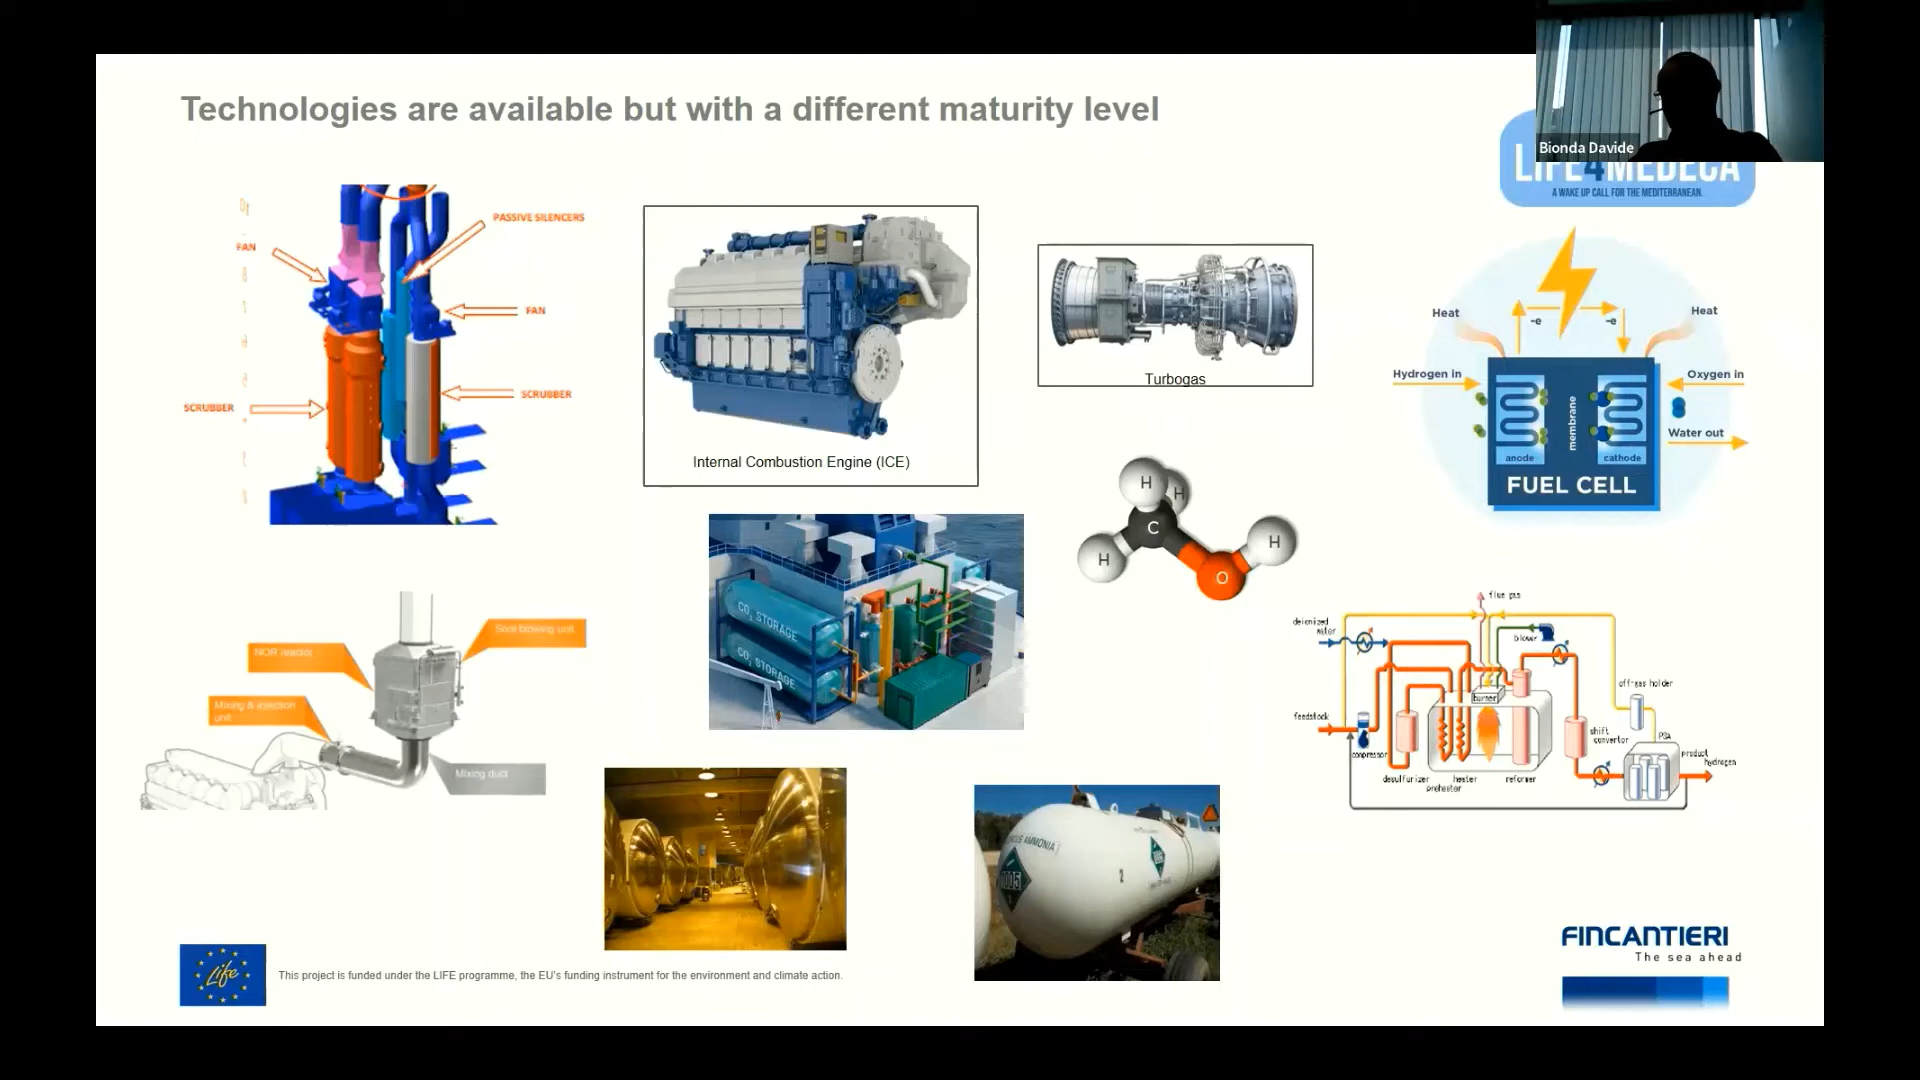 Technologies are available but with a different maturity level
Bionda Davide
LIFE4MEDECA
A WAKE UP CALL FOR THE MEDITERRANEAN.
PASSIVE SILENCERS
FAN
FAN
SCRUBBER
SCRUBBER
Internal Combustion Engine (ICE)
Turbogas
Heat
Heat
-e
-e
Hydrogen in
Oxygen in
Water out
membrane
anode
cathode
FUEL CELL
H
H
C
H
H
O
CO2 STORAGE
CO2 STORAGE
Soot blowing unit
NOR reactor
Mixing & injection
unit
Mixing duct
flue gas
deionized
water
blower
burner
off-gas holder
feedstock
compressor
shift
convertor
PSA
product
hydrogen
desulfurizer
heater
reformer
preheater
AMMONIA
1005
2
Life
This project is funded under the LIFE programme, the EU's funding instrument for the environment and climate action.
FINCANTIERI
The sea ahead